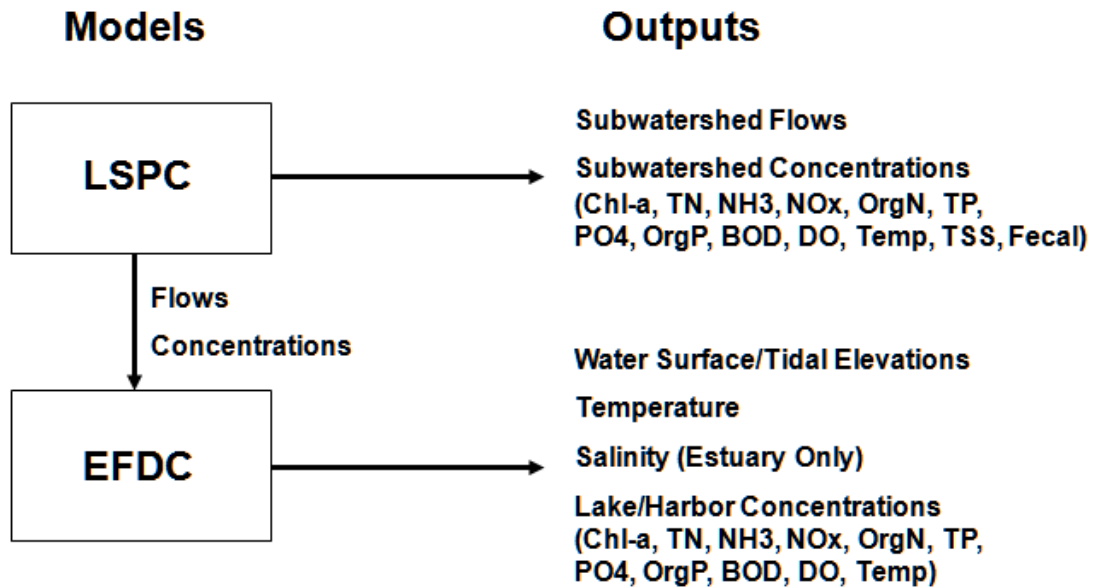 Models
Outputs
LSPC
Subwatershed Flows
Subwatershed Concentrations
(Chl-a, TN, NH3, NOx, OrgN, TP,
PO4, OrgP, BOD, DO, Temp, TSS, Fecal)
Flows
Concentrations
EFDC
Water Surface/Tidal Elevations
Temperature
Salinity (Estuary Only)
Lake/Harbor Concentrations
(Chl-a, TN, NH3, NOx, OrgN, TP,
PO4, OrgP, BOD, DO, Temp)